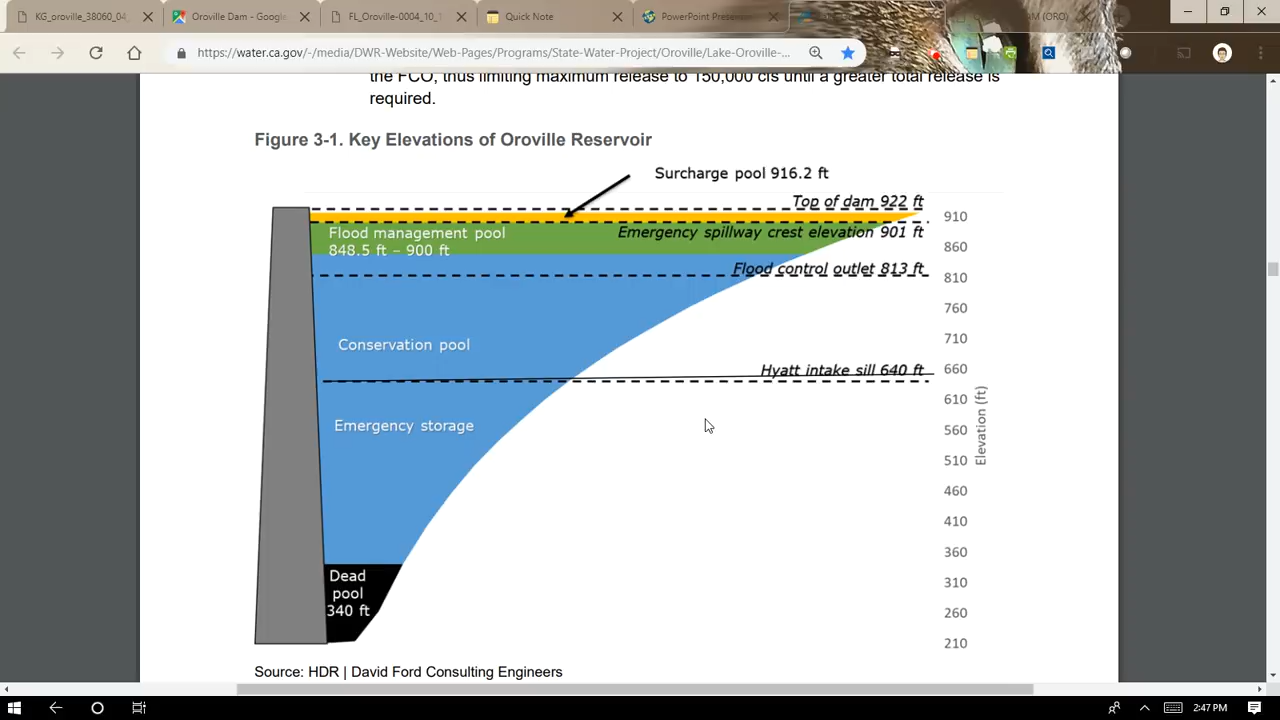 KG_oroville_38060_04_
Oroville Dam - Google
FL_Oroville-0004_10_1
Quick Note
PowerPoint Presen
(ORO)
https://water.ca.gov/-/media/DWR-Website/Web-Pages/Programs/State-Water-Project/Oroville/Lake-Oroville-...
the FCO, thus limiting maximum release to 150,000 cfs until a greater total release is
required.
Figure 3-1. Key Elevations of Oroville Reservoir
Surcharge pool 916.2 ft
Top of dam 922 ft
910
Flood management pool
848.5 ft – 900 ft
Emergency spillway crest elevation 901 ft
860
Flood control outlet 813 ft
810
760
Conservation pool
710
Hyatt intake sill 640 ft
660
610
Elevation (ft)
Emergency storage
560
510
460
410
360
Dead
pool
340 ft
310
260
210
Source: HDR | David Ford Consulting Engineers
2:47 PM